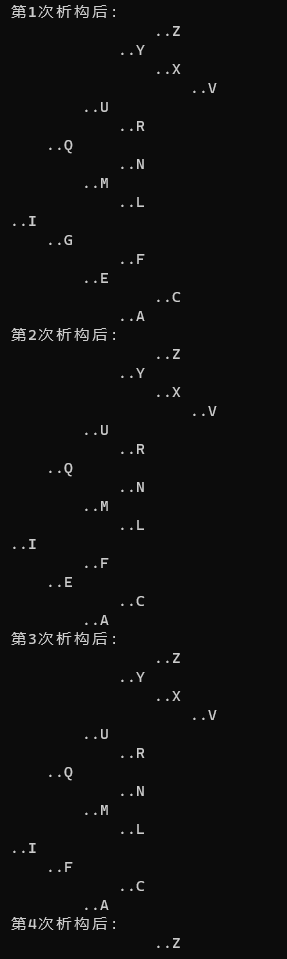 第1次析构后:
                ..Z
            ..Y
                ..X
                    ..V
        ..U
            ..R
    ..Q
            ..N
        ..M
            ..L
..I
    ..G
            ..F
        ..E
                ..C
            ..A
第2次析构后:
                ..Z
            ..Y
                ..X
                    ..V
        ..U
            ..R
    ..Q
            ..N
        ..M
            ..L
..I
        ..F
    ..E
            ..C
        ..A
第3次析构后:
                ..Z
            ..Y
                ..X
                    ..V
        ..U
            ..R
    ..Q
            ..N
        ..M
            ..L
..I
    ..F
            ..C
        ..A
第4次析构后:
                ..Z